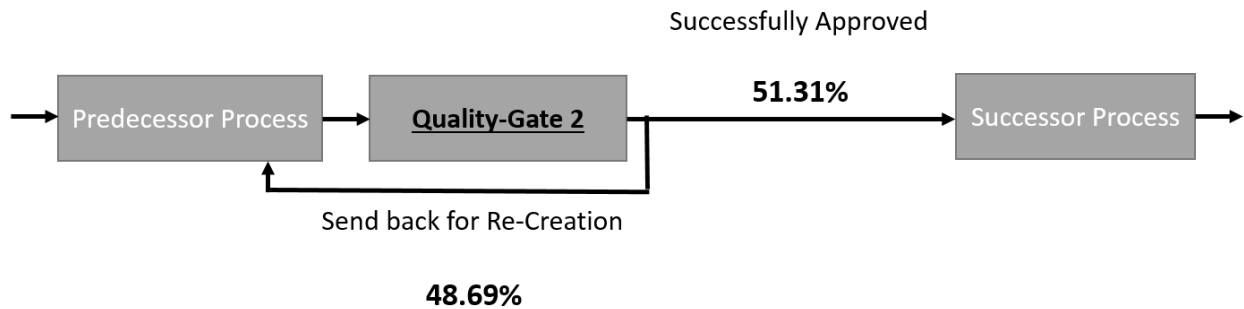 Successfully Approved
51.31%
Predecessor Process
Quality-Gate 2
Successor Process
Send back for Re-Creation
48.69%